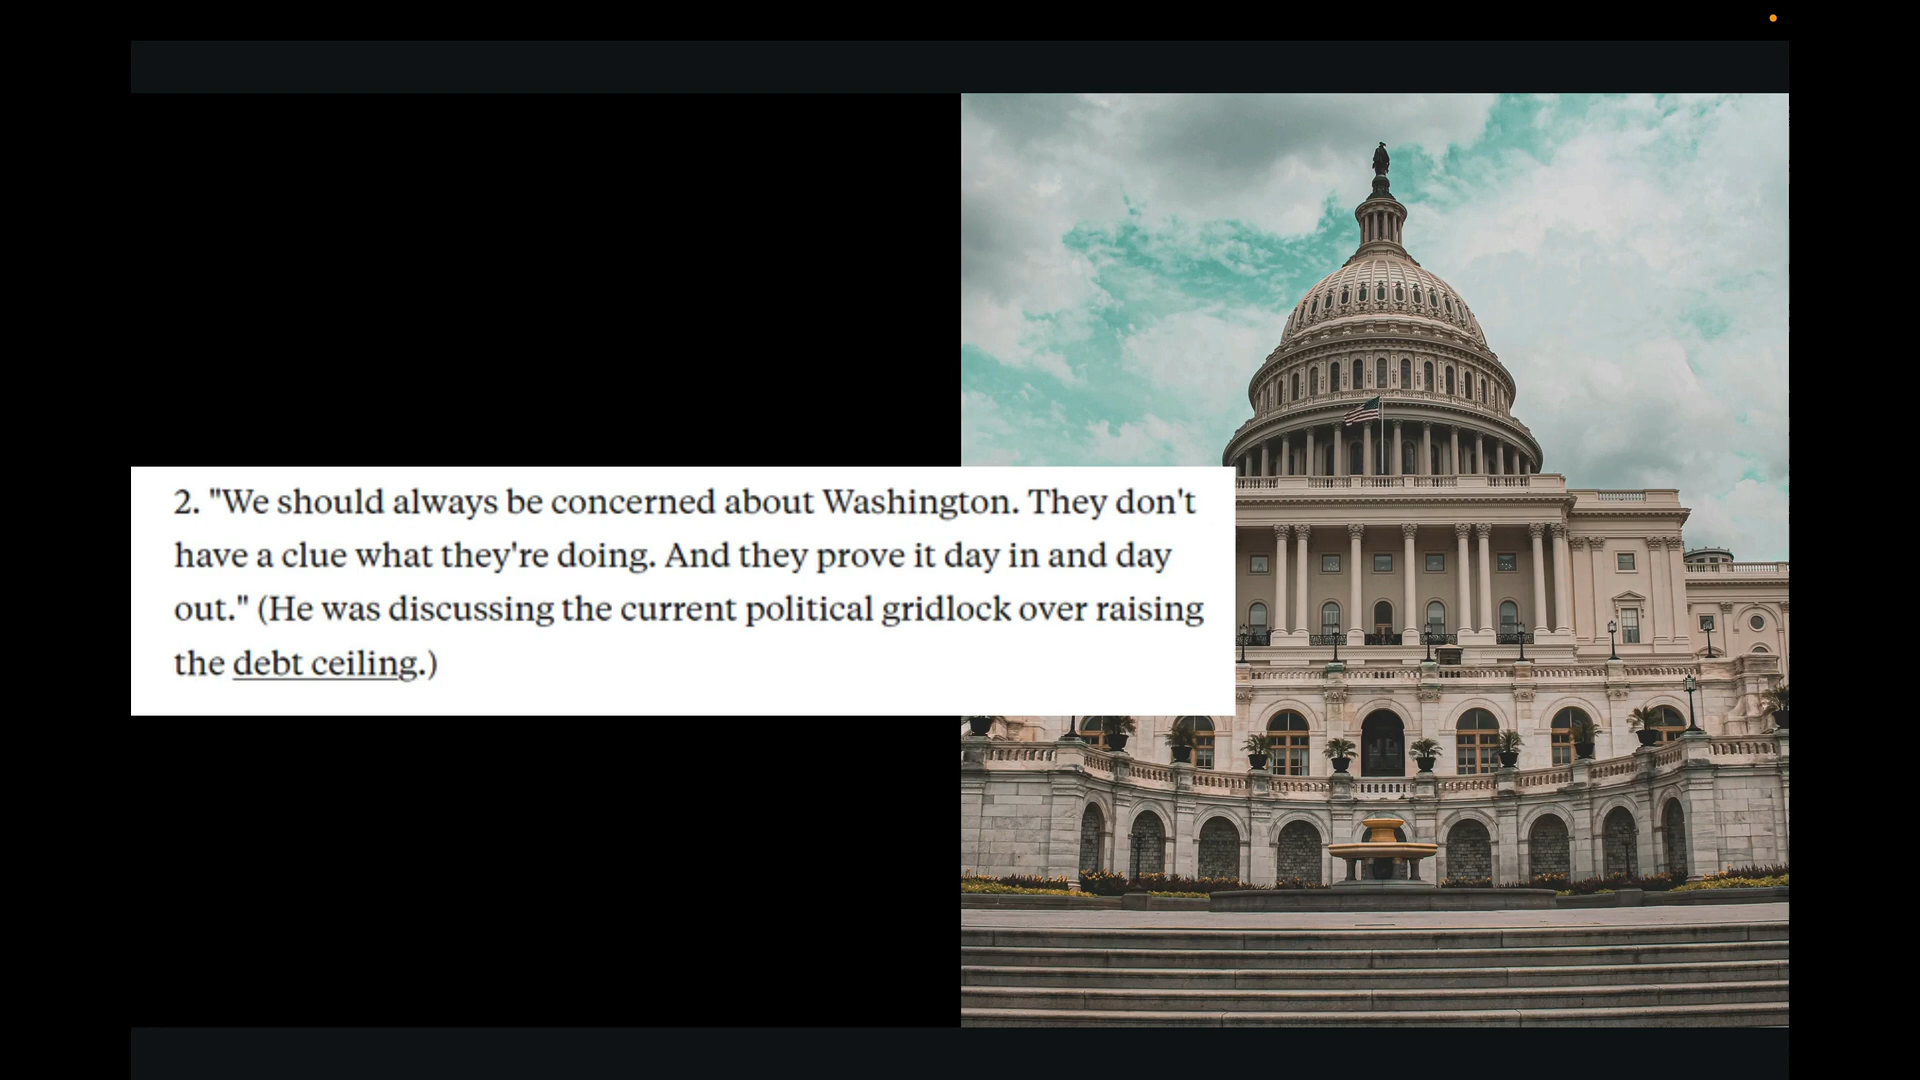 2. "We should always be concerned about Washington. They don't
have a clue what they're doing. And they prove it day in and day
out." (He was discussing the current political gridlock over raising
the debt ceiling.)